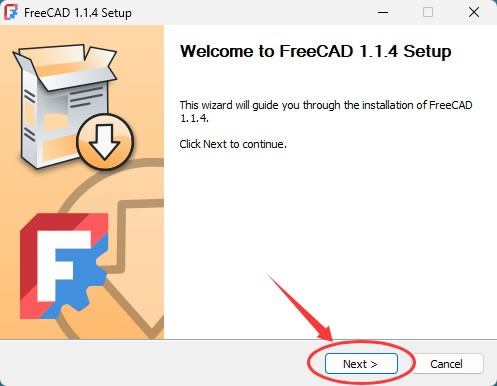 FreeCAD 1.1.4 Setup
Welcome to FreeCAD 1.1.4 Setup
This wizard will guide you through the installation of FreeCAD
1.1.4.
Click Next to continue.
F
Next >
Cancel